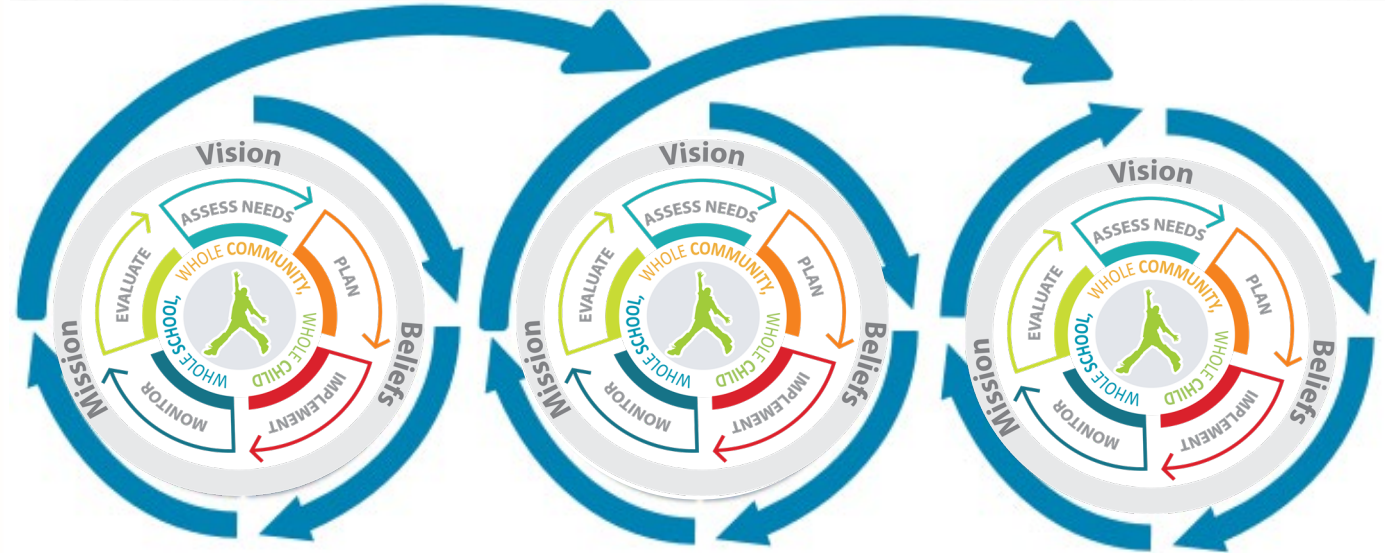 Vision
ASSESS NEEDS
PLAN
IMPLEMENT
MONITOR
EVALUATE
WHOLE SCHOOL,
WHOLE COMMUNITY,
WHOLE CHILD
Beliefs
Mission
Vision
ASSESS NEEDS
PLAN
IMPLEMENT
MONITOR
EVALUATE
WHOLE SCHOOL,
WHOLE COMMUNITY,
WHOLE CHILD
Beliefs
Mission
Vision
ASSESS NEEDS
PLAN
IMPLEMENT
MONITOR
EVALUATE
WHOLE SCHOOL,
WHOLE COMMUNITY,
WHOLE CHILD
Beliefs
Mission